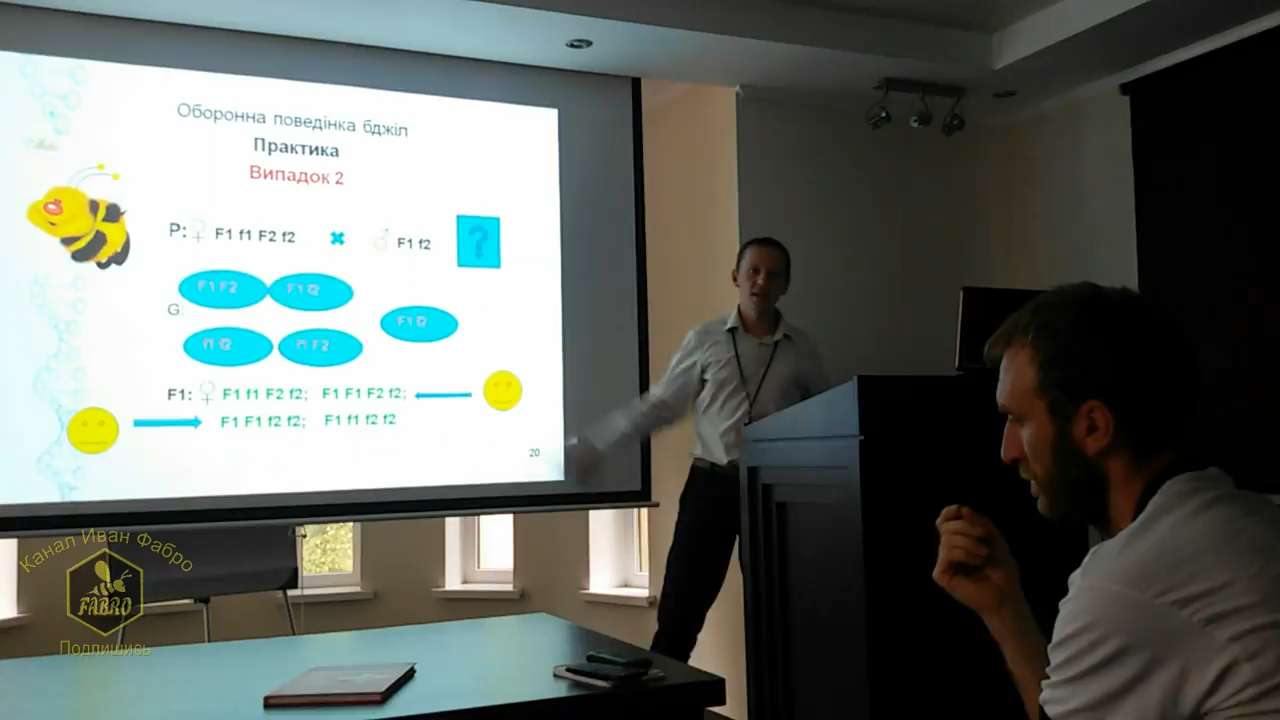 Оборонна поведінка бджіл
Практика
Випадок 2
P: ♀ F1 f1 F2 f2 ✖ ♂ F1 f2 ?
F1 F2 F1 f2
G: F1 f2
f1 f2 f1 F2
F1: ♀ F1 f1 F2 f2; F1 F1 F2 f2;
F1 F1 f2 f2; F1 f1 f2 f2
20
Канал Иван Фабро
FABRO
Подпишись